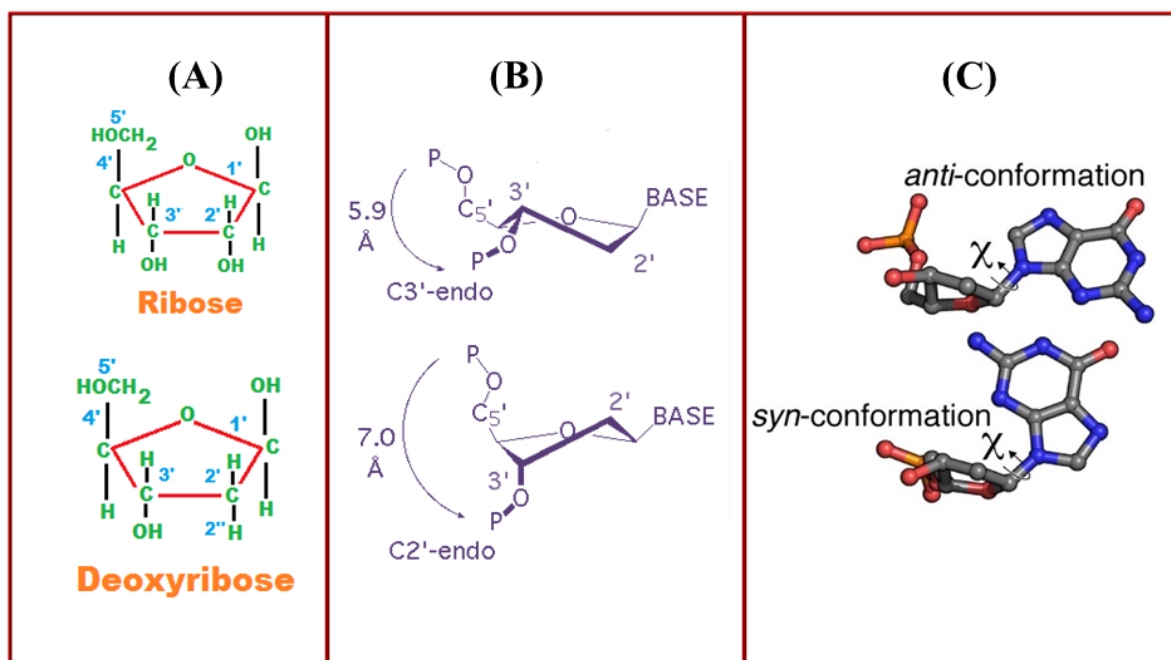 (A)
(B)
(C)
5'
HOCH2
OH
4'
O
1'
C
C
H
H
3'
2'
C
C
H
H
OH
OH
Ribose
5'
HOCH2
OH
4'
O
1'
C
C
H
H
3'
2'
C
C
H
H
OH
2''
H
Deoxyribose
P
O
3'
C5'
O
BASE
5.9
Å
O
P
2'
C3'-endo
P
O
C5'
2'
O
BASE
7.0
Å
3'
O
P
C2'-endo
anti-conformation
χ
syn-conformation
χ